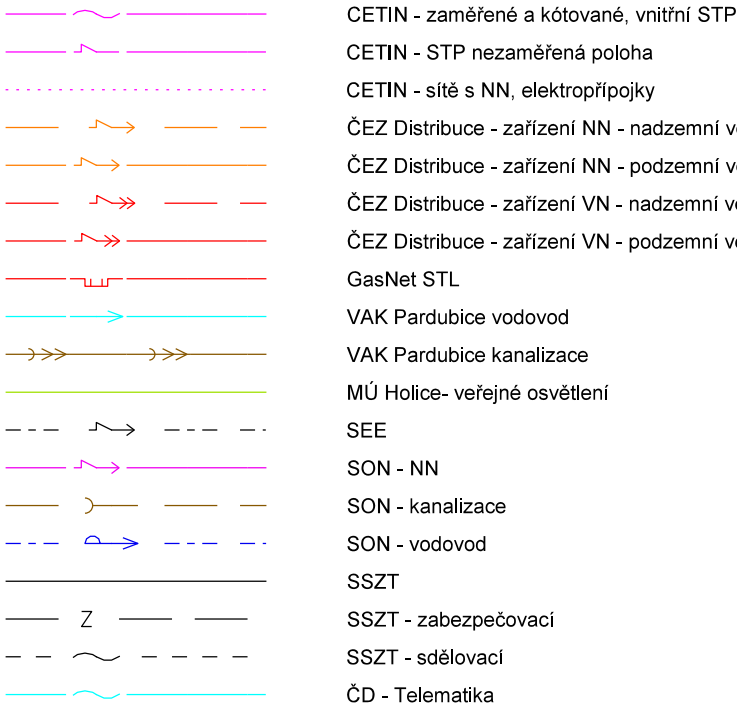 CETIN - zaměřené a kótované, vnitřní STP
CETIN - STP nezaměřená poloha
CETIN - sítě s NN, elektropřípojky
ČEZ Distribuce - zařízení NN - nadzemní
ČEZ Distribuce - zařízení NN - podzemní
ČEZ Distribuce - zařízení VN - nadzemní
ČEZ Distribuce - zařízení VN - podzemní
GasNet STL
VAK Pardubice vodovod
VAK Pardubice kanalizace
MÚ Holice- veřejné osvětlení
SEE
SON - NN
SON - kanalizace
SON - vodovod
SSZT
Z SSZT - zabezpečovací
SSZT - sdělovací
ČD - Telematika